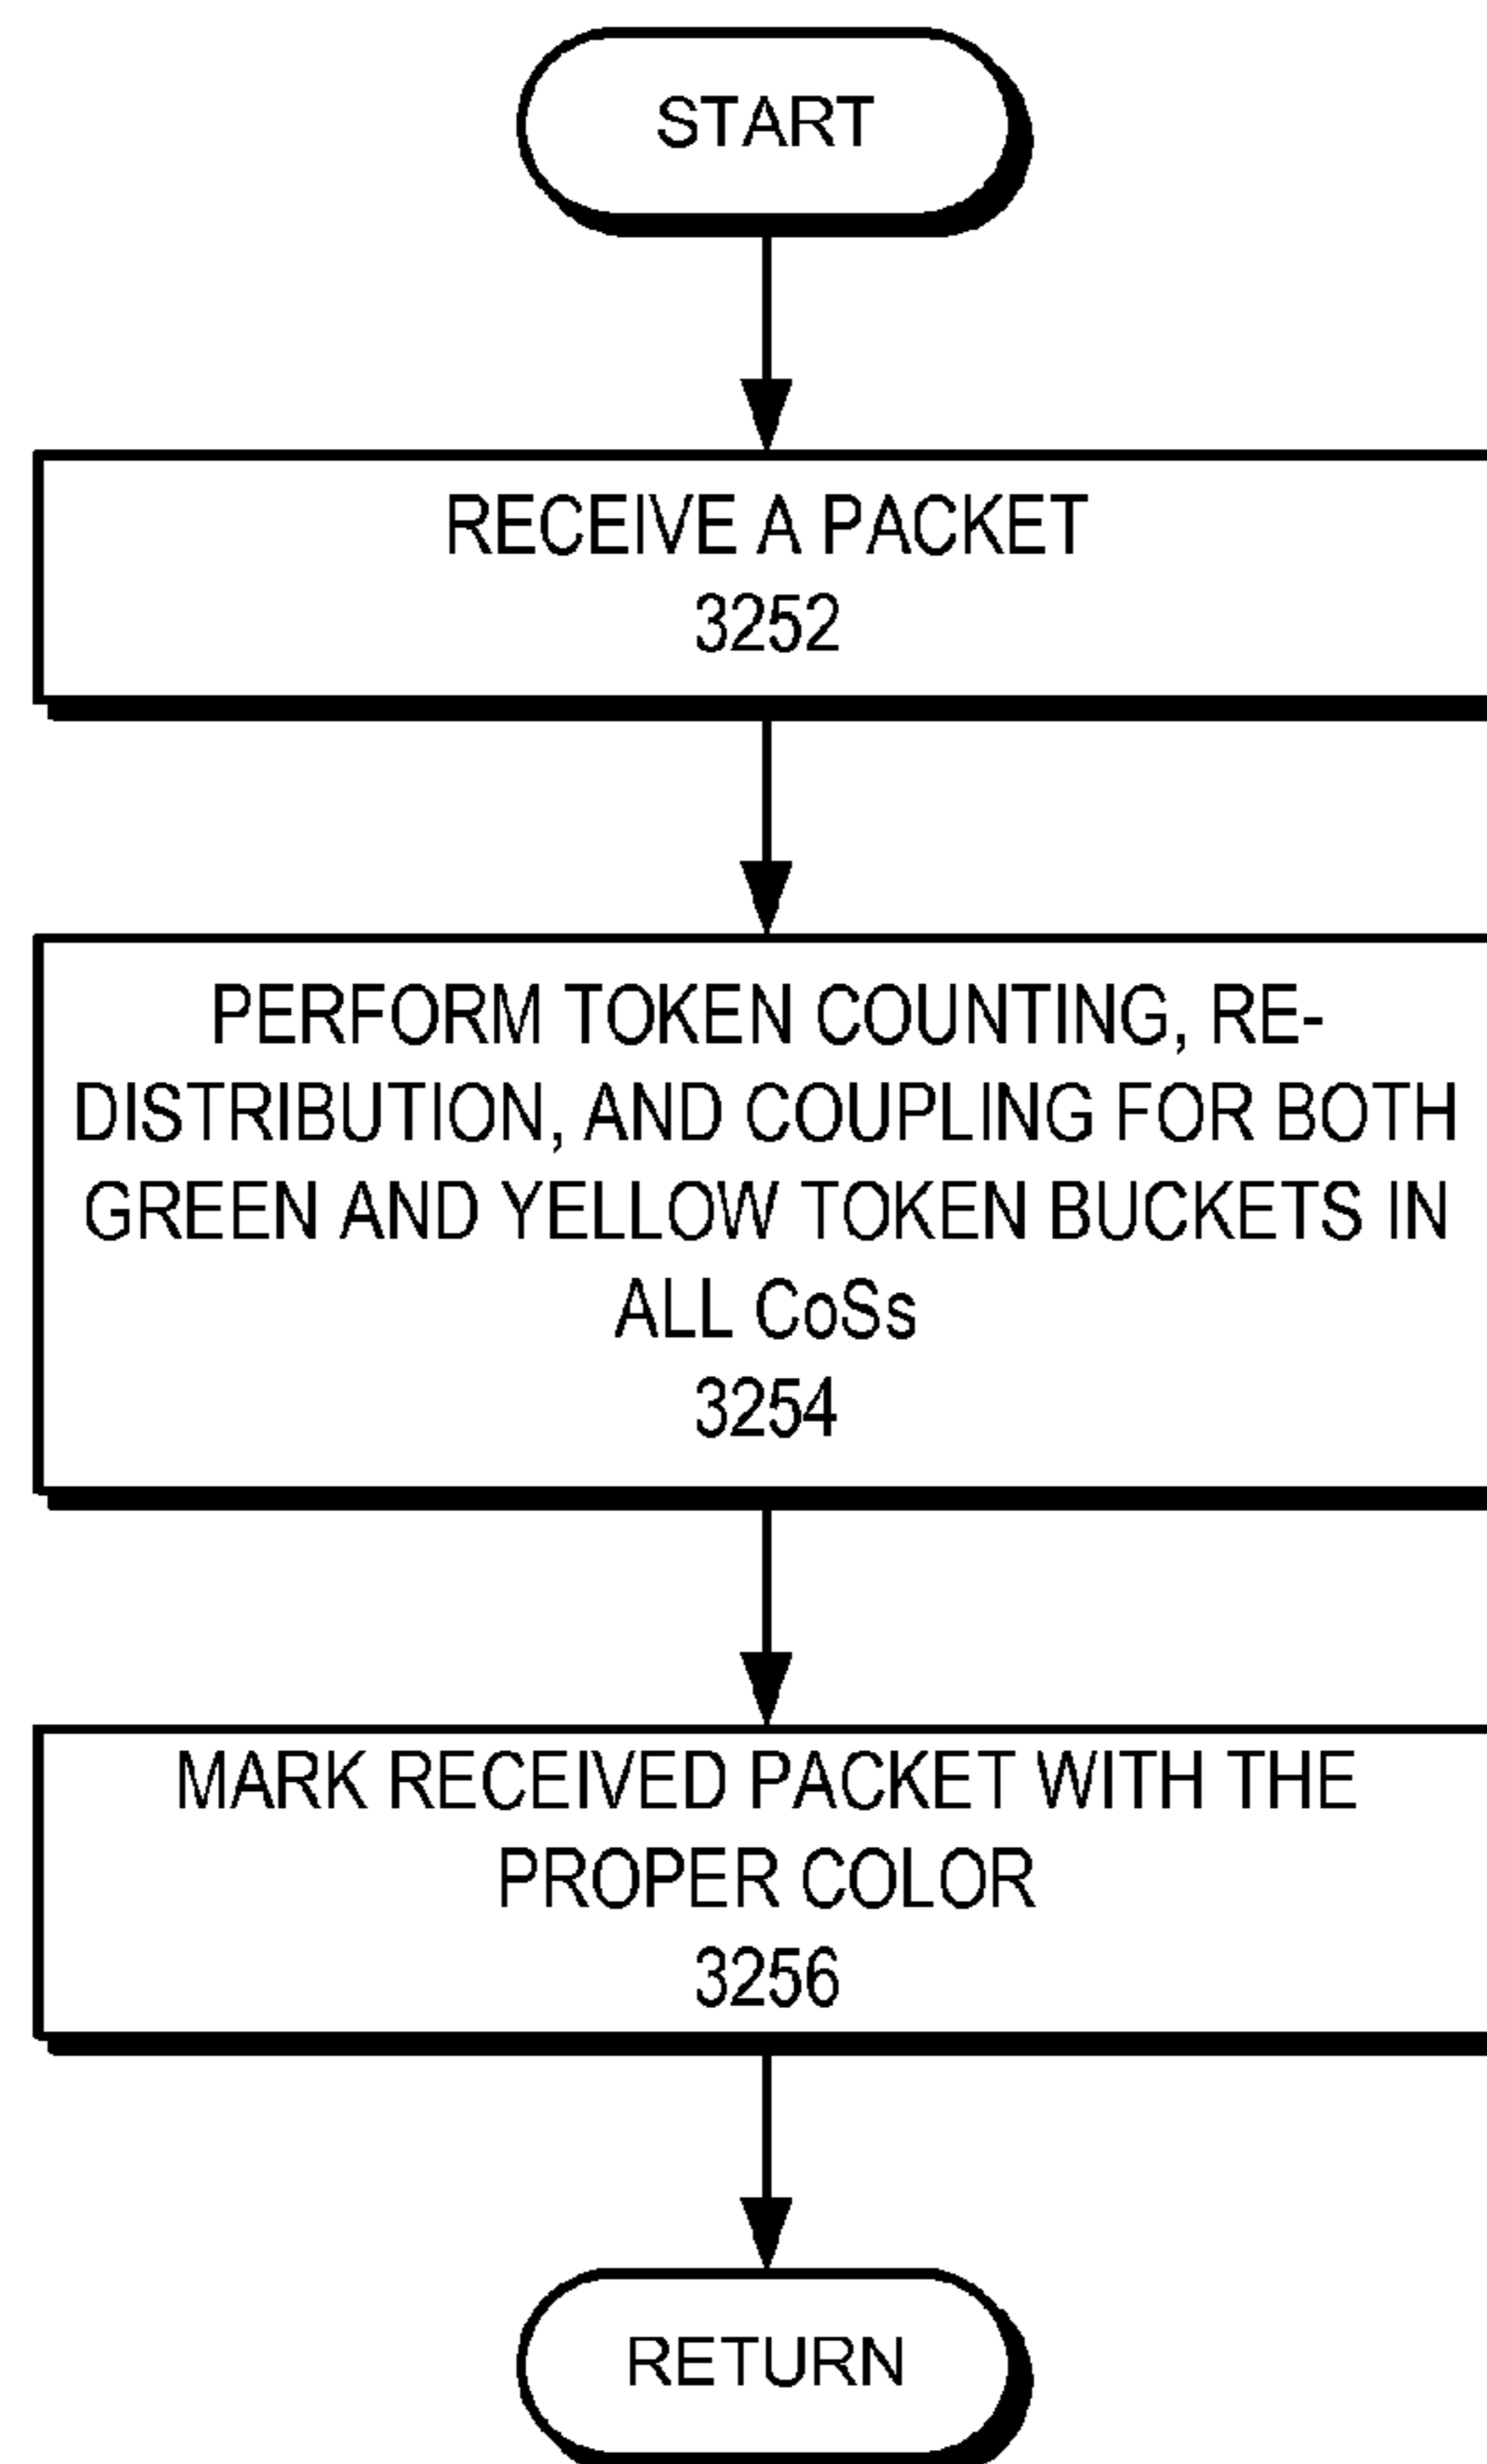 START
RECEIVE A PACKET
3252
PERFORM TOKEN COUNTING, RE-
DISTRIBUTION, AND COUPLING FOR BOTH
GREEN AND YELLOW TOKEN BUCKETS IN
ALL CoSs
3254
MARK RECEIVED PACKET WITH THE
PROPER COLOR
3256
RETURN